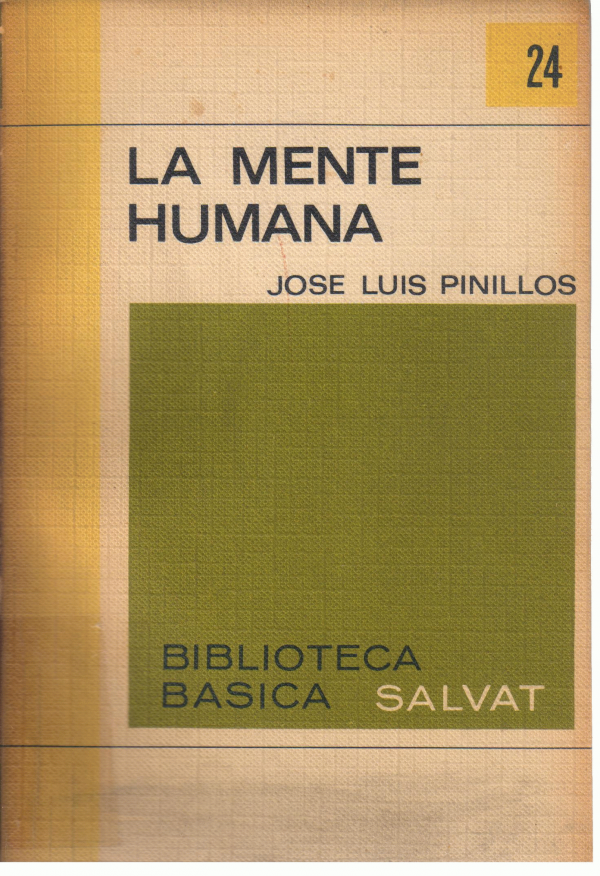 24
LA MENTE
HUMANA
JOSE LUIS PINILLOS
BIBLIOTECA
BASICA SALVAT